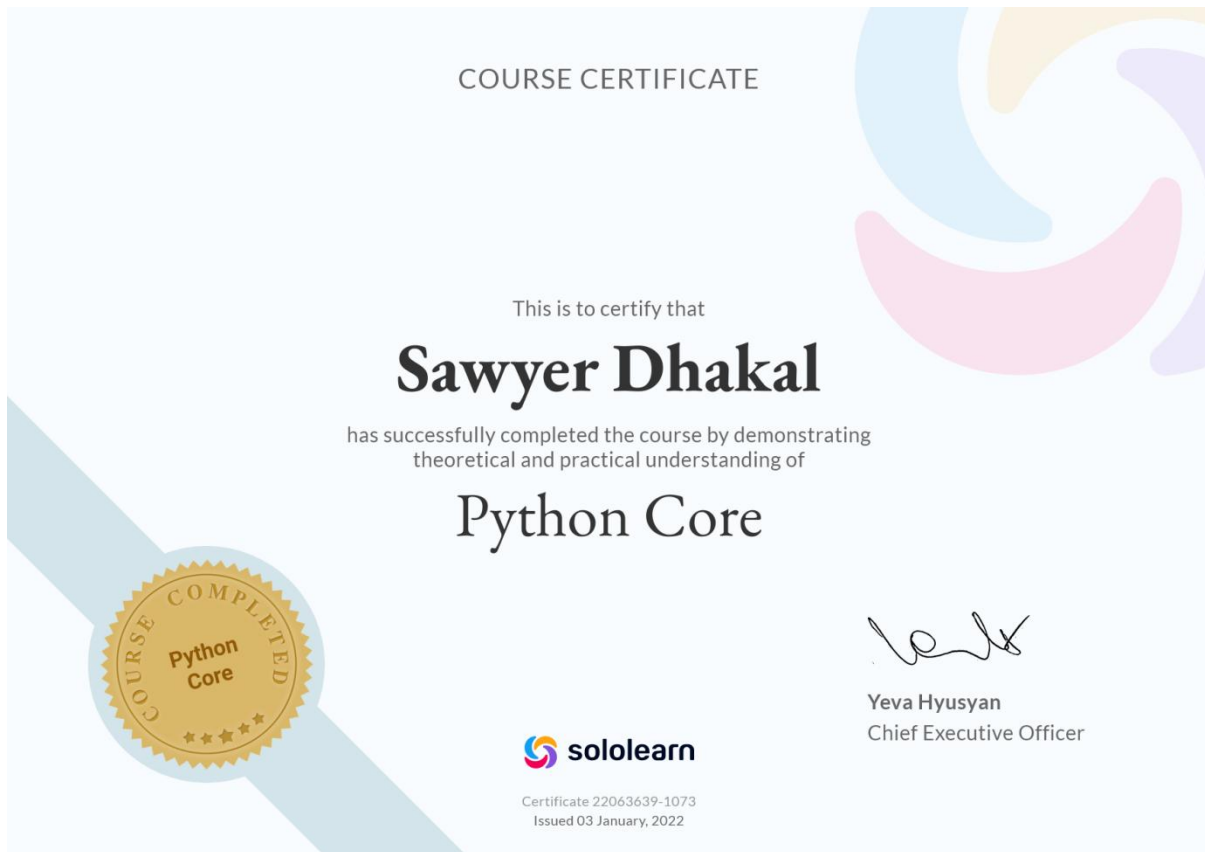 COURSE CERTIFICATE
This is to certify that
Sawyer Dhakal
has successfully completed the course by demonstrating
theoretical and practical understanding of
Python Core
COURSE COMPLETED
Python
Core
Yeva Hyusyan
Chief Executive Officer
sololearn
Certificate 22063639-1073
Issued 03 January, 2022